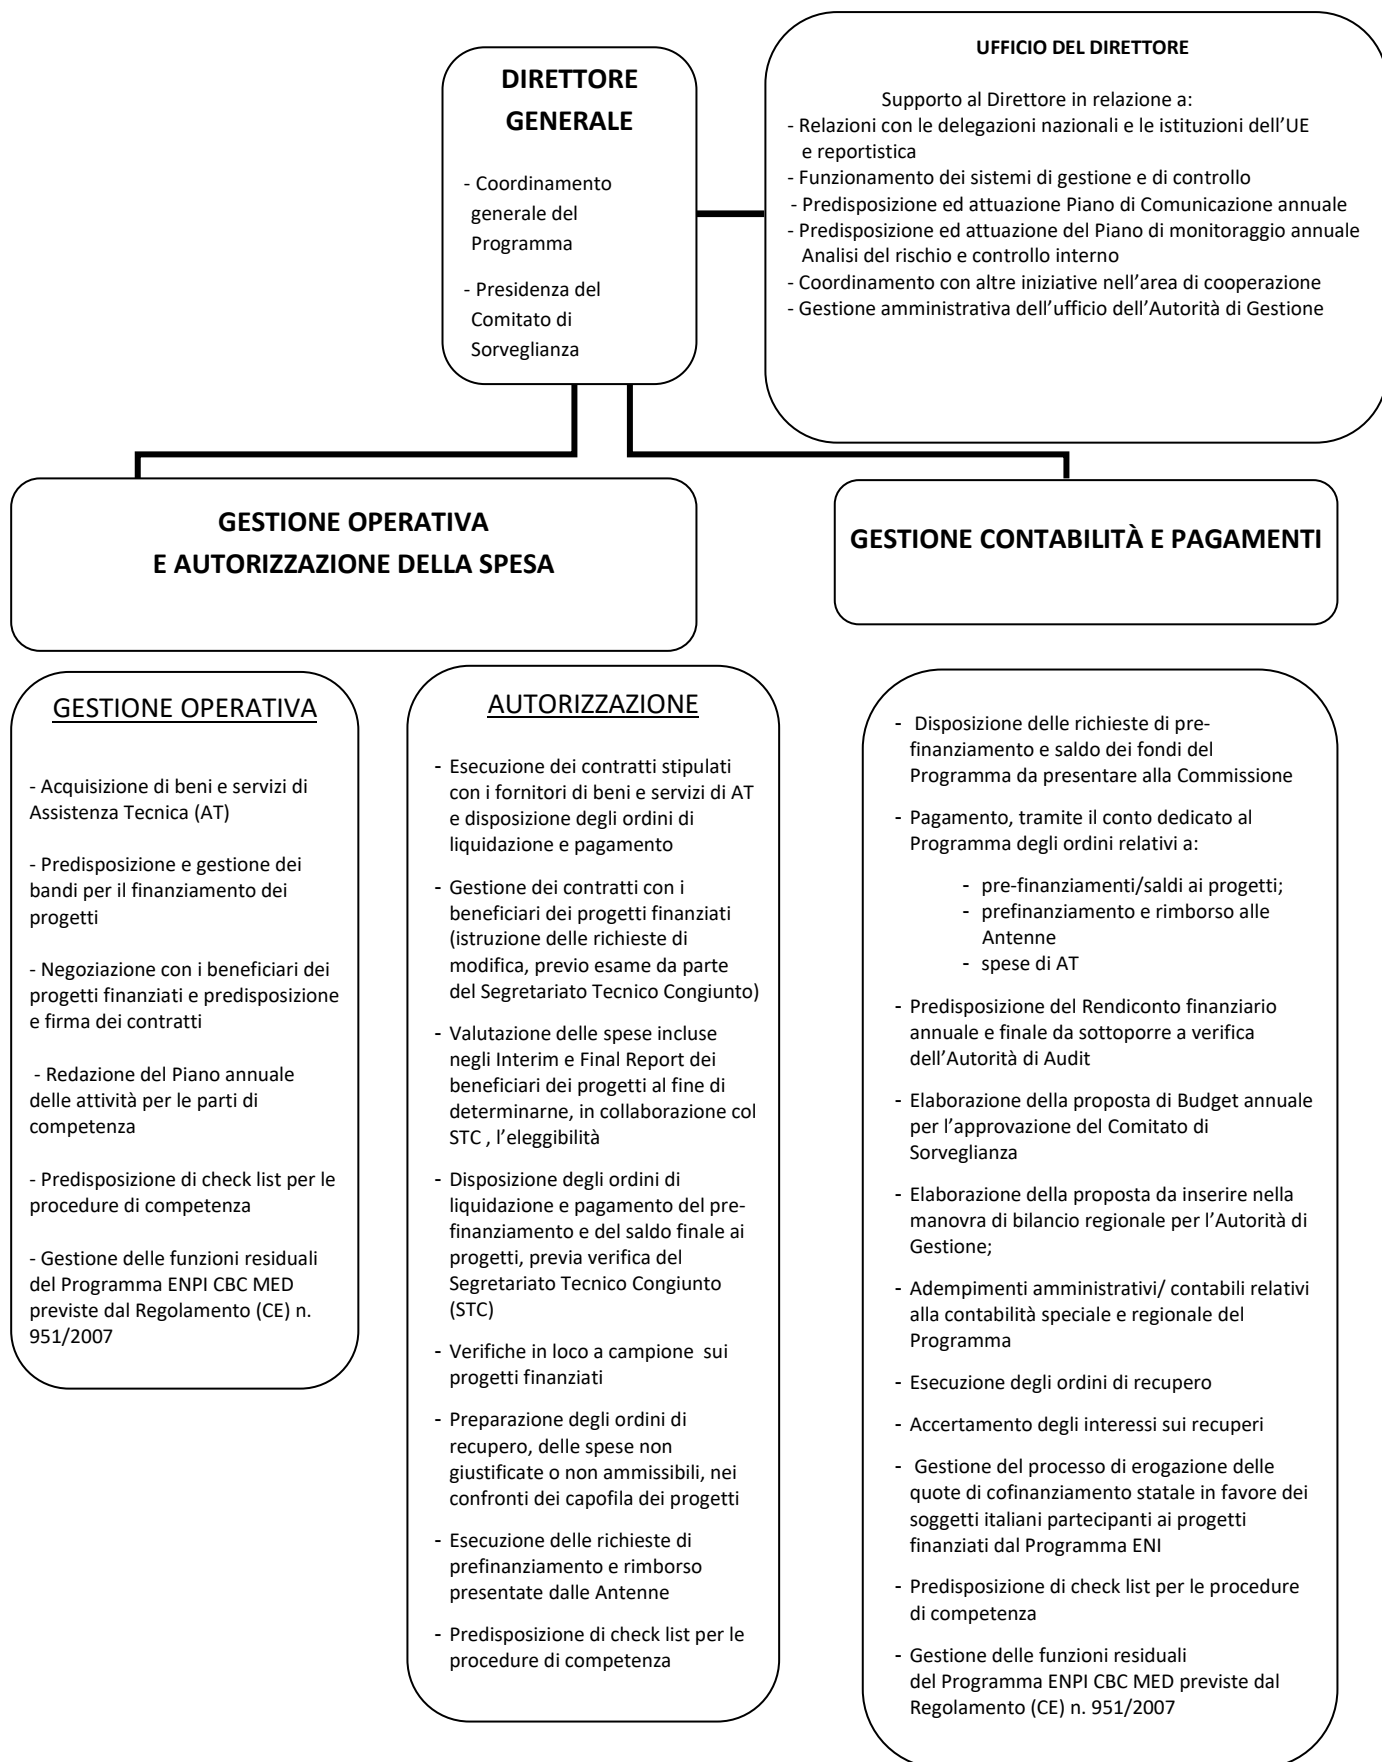 DIRETTORE
GENERALE
- Coordinamento
generale del
Programma
- Presidenza del
Comitato di
Sorveglianza
UFFICIO DEL DIRETTORE
Supporto al Direttore in relazione a:
- Relazioni con le delegazioni nazionali e le istituzioni dell’UE
e reportistica
- Funzionamento dei sistemi di gestione e di controllo
- Predisposizione ed attuazione Piano di Comunicazione annuale
- Predisposizione ed attuazione del Piano di monitoraggio annuale
Analisi del rischio e controllo interno
- Coordinamento con altre iniziative nell’area di cooperazione
- Gestione amministrativa dell’ufficio dell’Autorità di Gestione
GESTIONE OPERATIVA
E AUTORIZZAZIONE DELLA SPESA
GESTIONE CONTABILITÀ E PAGAMENTI
GESTIONE OPERATIVA
- Acquisizione di beni e servizi di
Assistenza Tecnica (AT)
- Predisposizione e gestione dei
bandi per il finanziamento dei
progetti
- Negoziazione con i beneficiari dei
progetti finanziati e predisposizione
e firma dei contratti
- Redazione del Piano annuale
delle attività per le parti di
competenza
- Predisposizione di check list per le
procedure di competenza
- Gestione delle funzioni residuali
del Programma ENPI CBC MED
previste dal Regolamento (CE) n.
951/2007
AUTORIZZAZIONE
- Esecuzione dei contratti stipulati
con i fornitori di beni e servizi di AT
e disposizione degli ordini di
liquidazione e pagamento
- Gestione dei contratti con i
beneficiari dei progetti finanziati
(istruzione delle richieste di
modifica, previo esame da parte
del Segretariato Tecnico Congiunto)
- Valutazione delle spese incluse
negli Interim e Final Report dei
beneficiari dei progetti al fine di
determinarne, in collaborazione col
STC , l’eleggibilità
- Disposizione degli ordini di
liquidazione e pagamento del pre-
finanziamento e del saldo finale ai
progetti, previa verifica del
Segretariato Tecnico Congiunto
(STC)
- Verifiche in loco a campione sui
progetti finanziati
- Preparazione degli ordini di
recupero, delle spese non
giustificate o non ammissibili, nei
confronti dei capofila dei progetti
- Esecuzione delle richieste di
prefinanziamento e rimborso
presentate dalle Antenne
- Predisposizione di check list per le
procedure di competenza
- Disposizione delle richieste di pre-
finanziamento e saldo dei fondi del
Programma da presentare alla Commissione
- Pagamento, tramite il conto dedicato al
Programma degli ordini relativi a:
- pre-finanziamenti/saldi ai progetti;
- prefinanziamento e rimborso alle
Antenne
- spese di AT
- Predisposizione del Rendiconto finanziario
annuale e finale da sottoporre a verifica
dell’Autorità di Audit
- Elaborazione della proposta di Budget annuale
per l’approvazione del Comitato di
Sorveglianza
- Elaborazione della proposta da inserire nella
manovra di bilancio regionale per l’Autorità di
Gestione;
- Adempimenti amministrativi/ contabili relativi
alla contabilità speciale e regionale del
Programma
- Esecuzione degli ordini di recupero
- Accertamento degli interessi sui recuperi
- Gestione del processo di erogazione delle
quote di cofinanziamento statale in favore dei
soggetti italiani partecipanti ai progetti
finanziati dal Programma ENI
- Predisposizione di check list per le procedure
di competenza
- Gestione delle funzioni residuali
del Programma ENPI CBC MED previste dal
Regolamento (CE) n. 951/2007